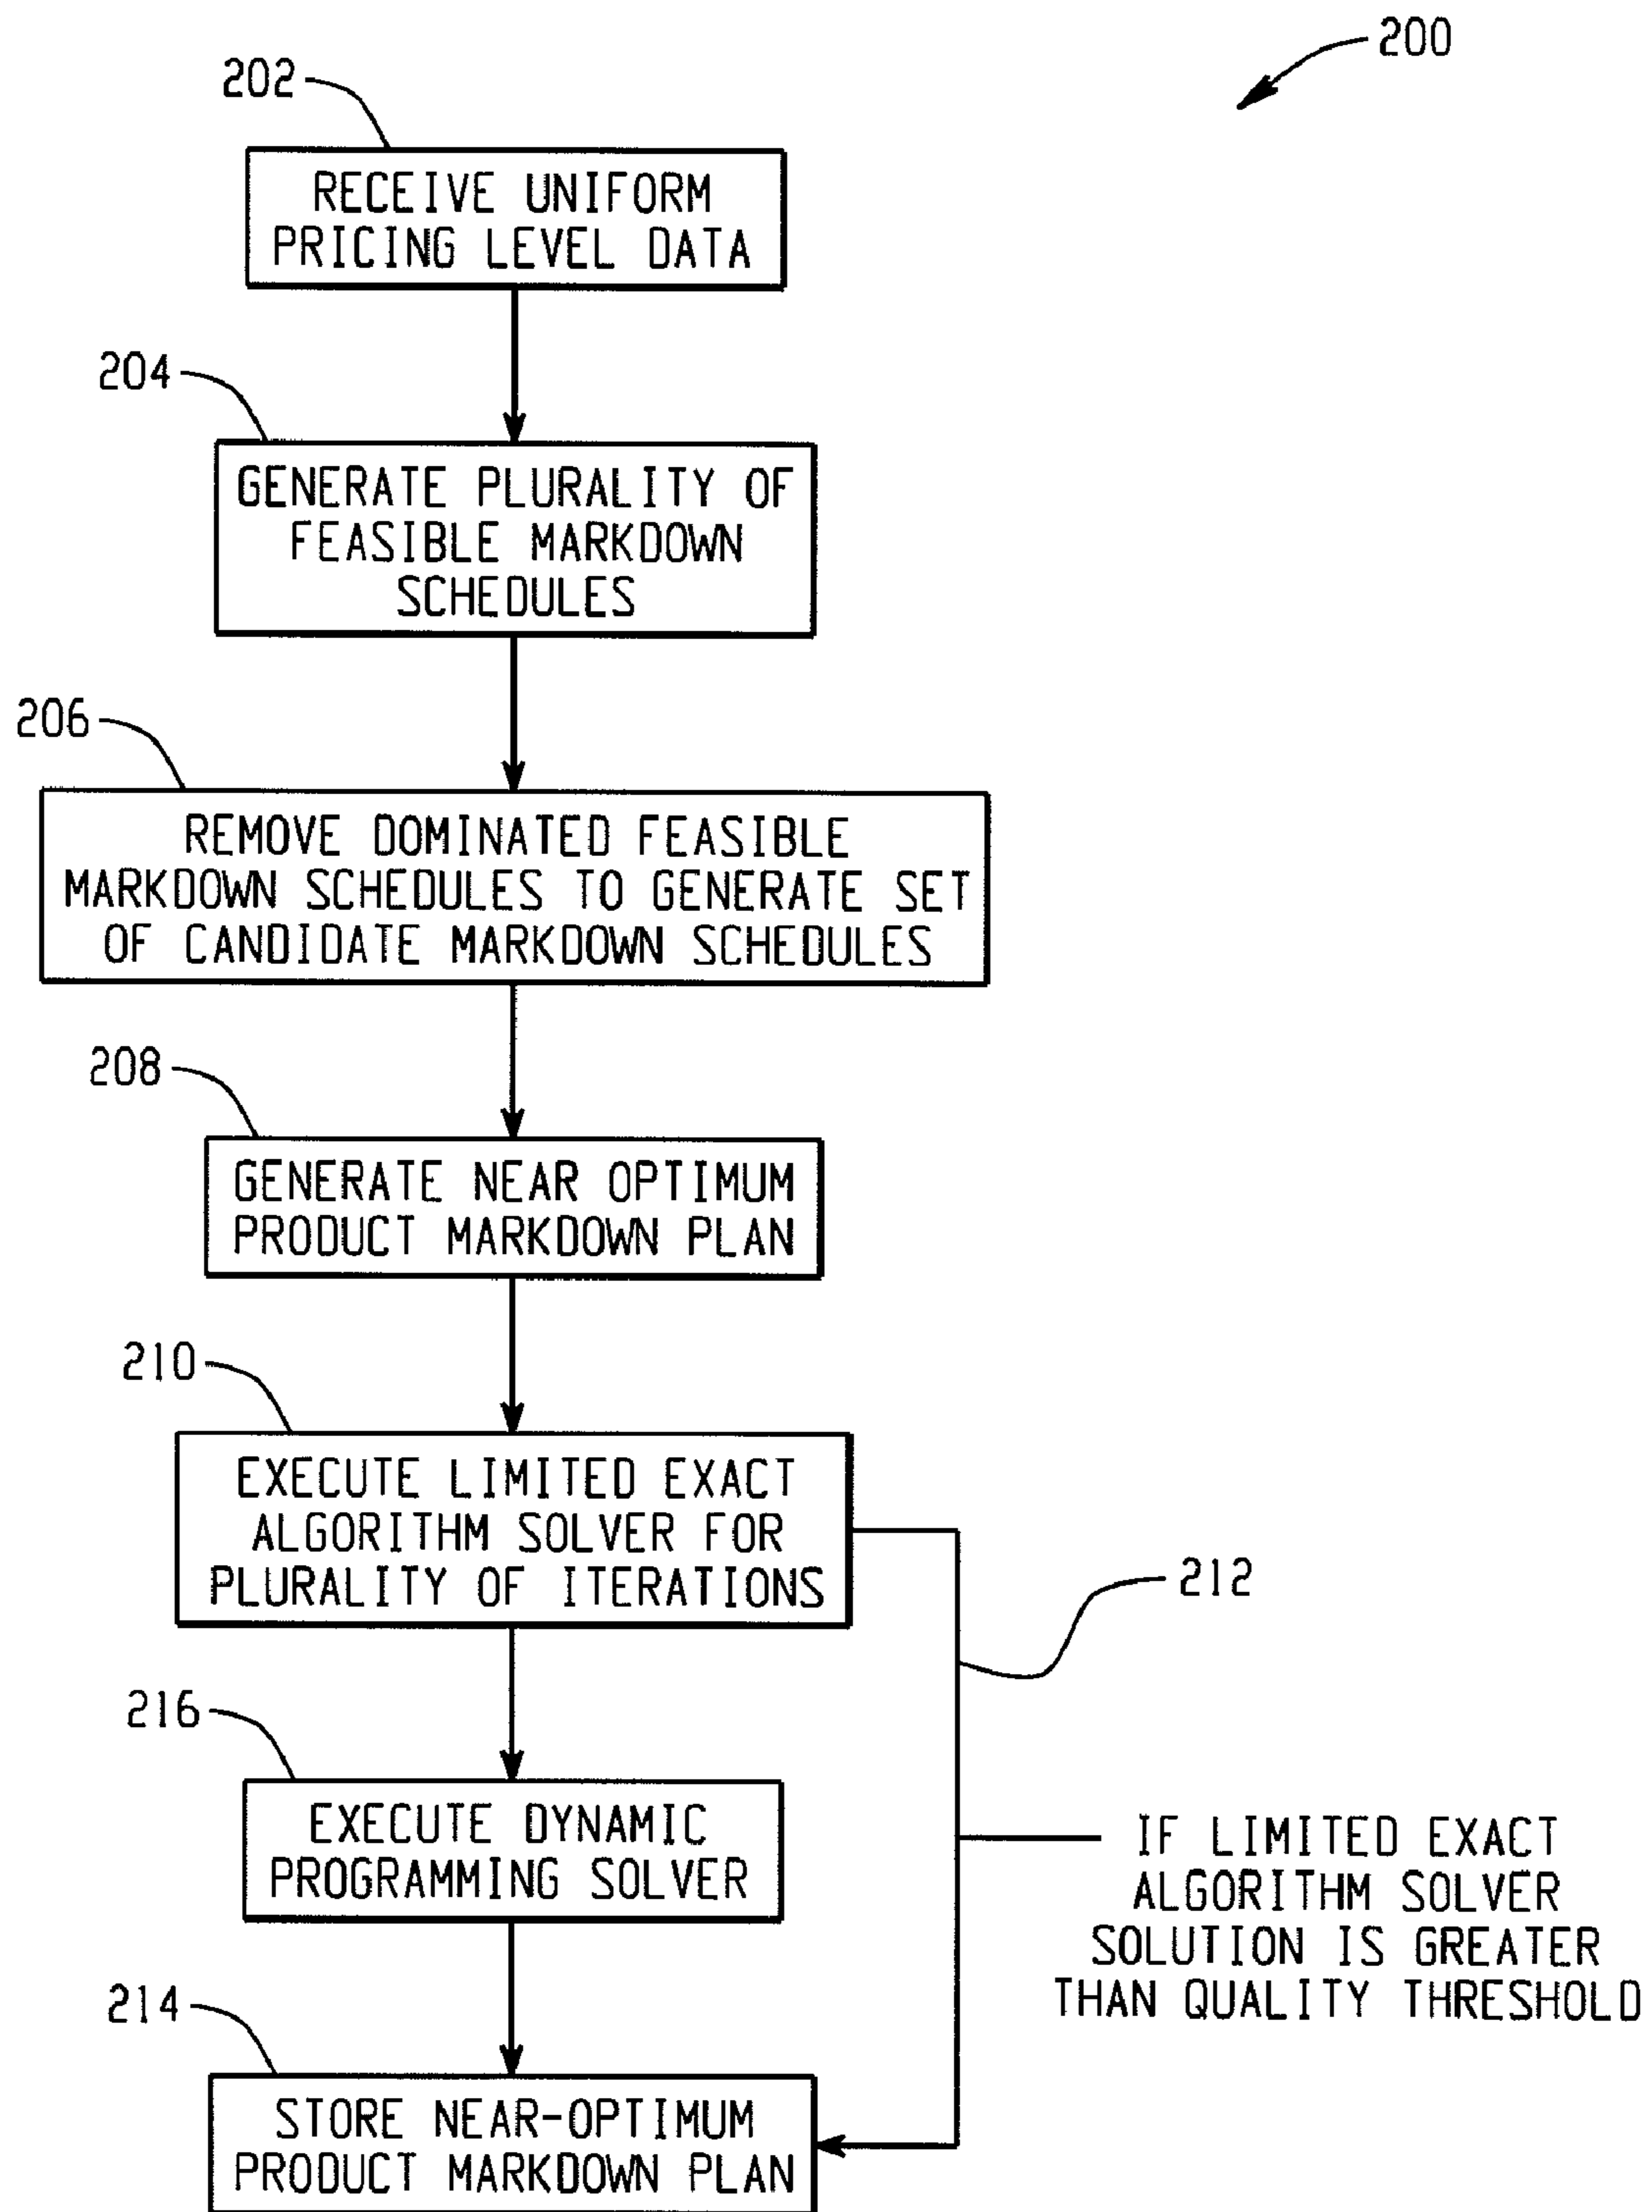 200
202
RECEIVE UNIFORM
PRICING LEVEL DATA
204
GENERATE PLURALITY OF
FEASIBLE MARKDOWN
SCHEDULES
206
REMOVE DOMINATED FEASIBLE
MARKDOWN SCHEDULES TO GENERATE SET
OF CANDIDATE MARKDOWN SCHEDULES
208
GENERATE NEAR OPTIMUM
PRODUCT MARKDOWN PLAN
210
EXECUTE LIMITED EXACT
ALGORITHM SOLVER FOR
PLURALITY OF ITERATIONS
212
216
EXECUTE DYNAMIC
PROGRAMMING SOLVER
IF LIMITED EXACT
ALGORITHM SOLVER
SOLUTION IS GREATER
THAN QUALITY THRESHOLD
214
STORE NEAR-OPTIMUM
PRODUCT MARKDOWN PLAN